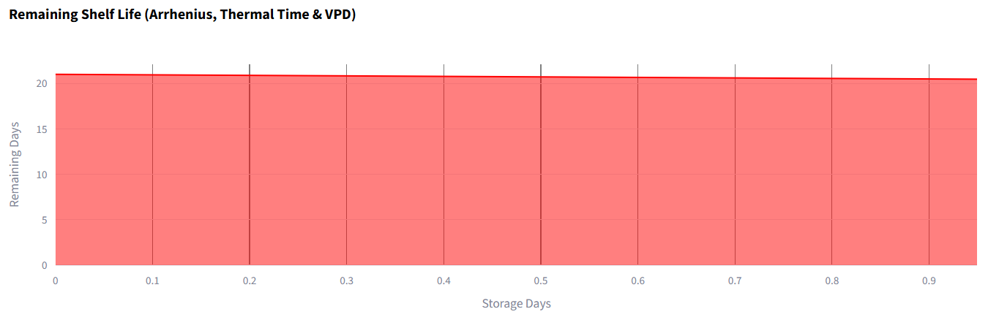 Remaining Shelf Life (Arrhenius, Thermal Time & VPD)
Remaining Days
20
15
10
5
0
0 0.1 0.2 0.3 0.4 0.5 0.6 0.7 0.8 0.9
Storage Days